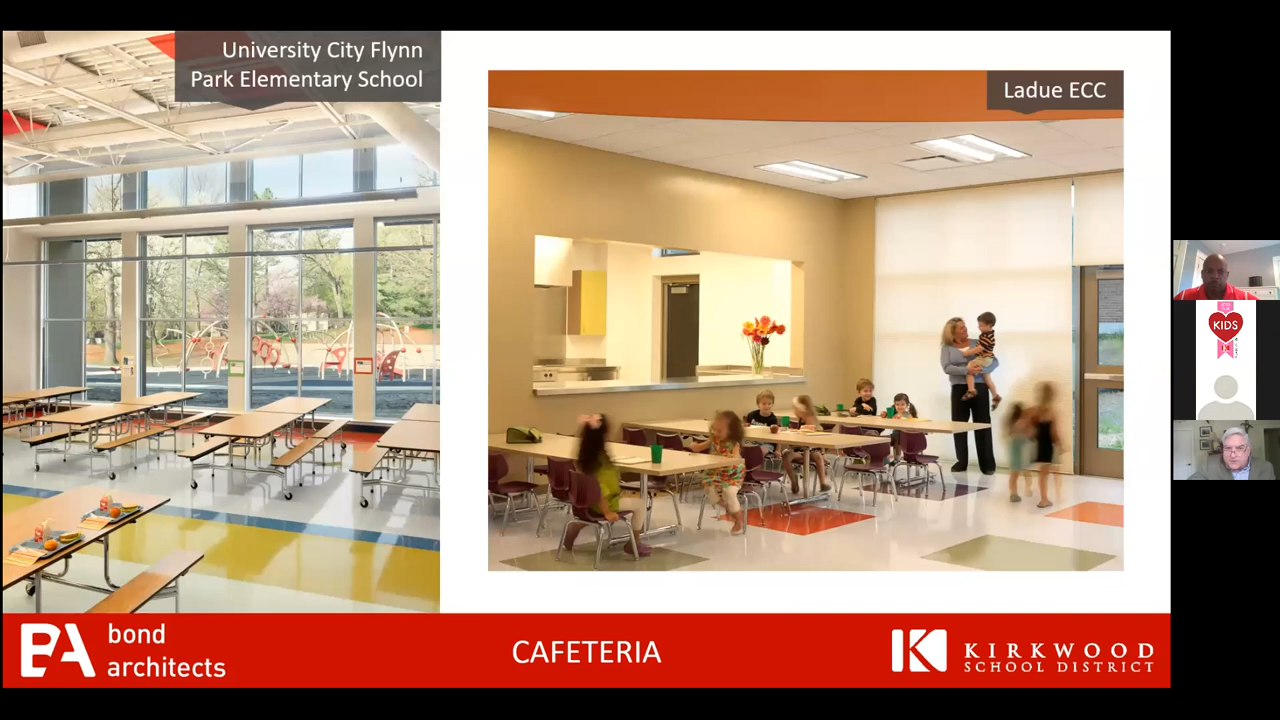 University City Flynn
Park Elementary School
Ladue ECC
KIDS
bond
architects
CAFETERIA
KIRKWOOD
SCHOOL DISTRICT